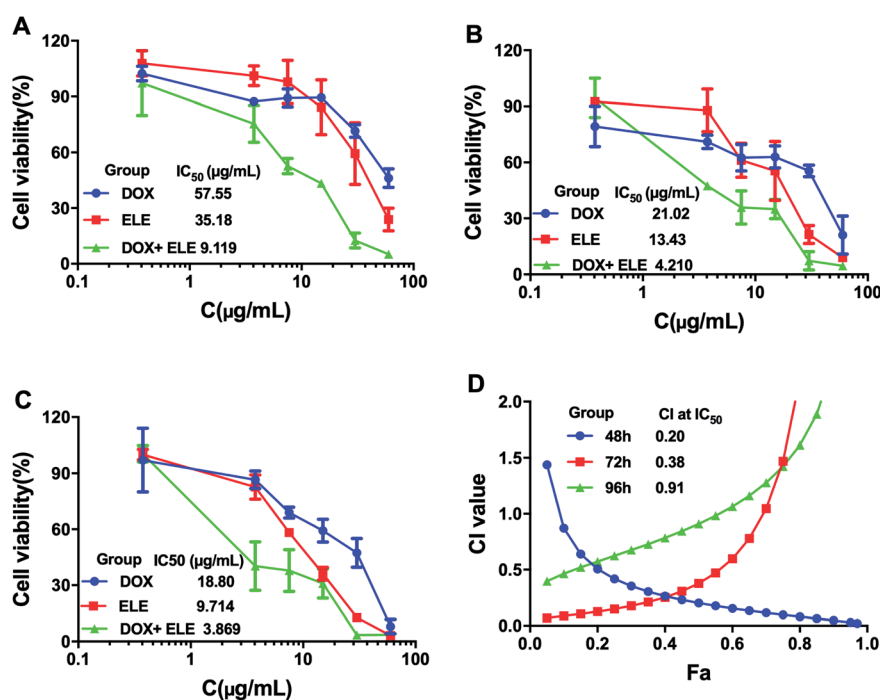 A
Cell viability(%)
120
90
60
30
0
Group IC50 (µg/mL)
DOX 57.55
ELE 35.18
DOX+ ELE 9.119
0.1 1 10 100
C(µg/mL)
B
Cell viability(%)
120
90
60
30
0
Group IC50 (µg/mL)
DOX 21.02
ELE 13.43
DOX+ ELE 4.210
0.1 1 10 100
C(µg/mL)
C
Cell viability(%)
120
90
60
30
0
Group IC50 (µg/mL)
DOX 18.80
ELE 9.714
DOX+ ELE 3.869
0.1 1 10 100
C(µg/mL)
D
CI value
2.0
1.5
1.0
0.5
0.0
Group CI at IC50
48h 0.20
72h 0.38
96h 0.91
0.0 0.2 0.4 0.6 0.8 1.0
Fa